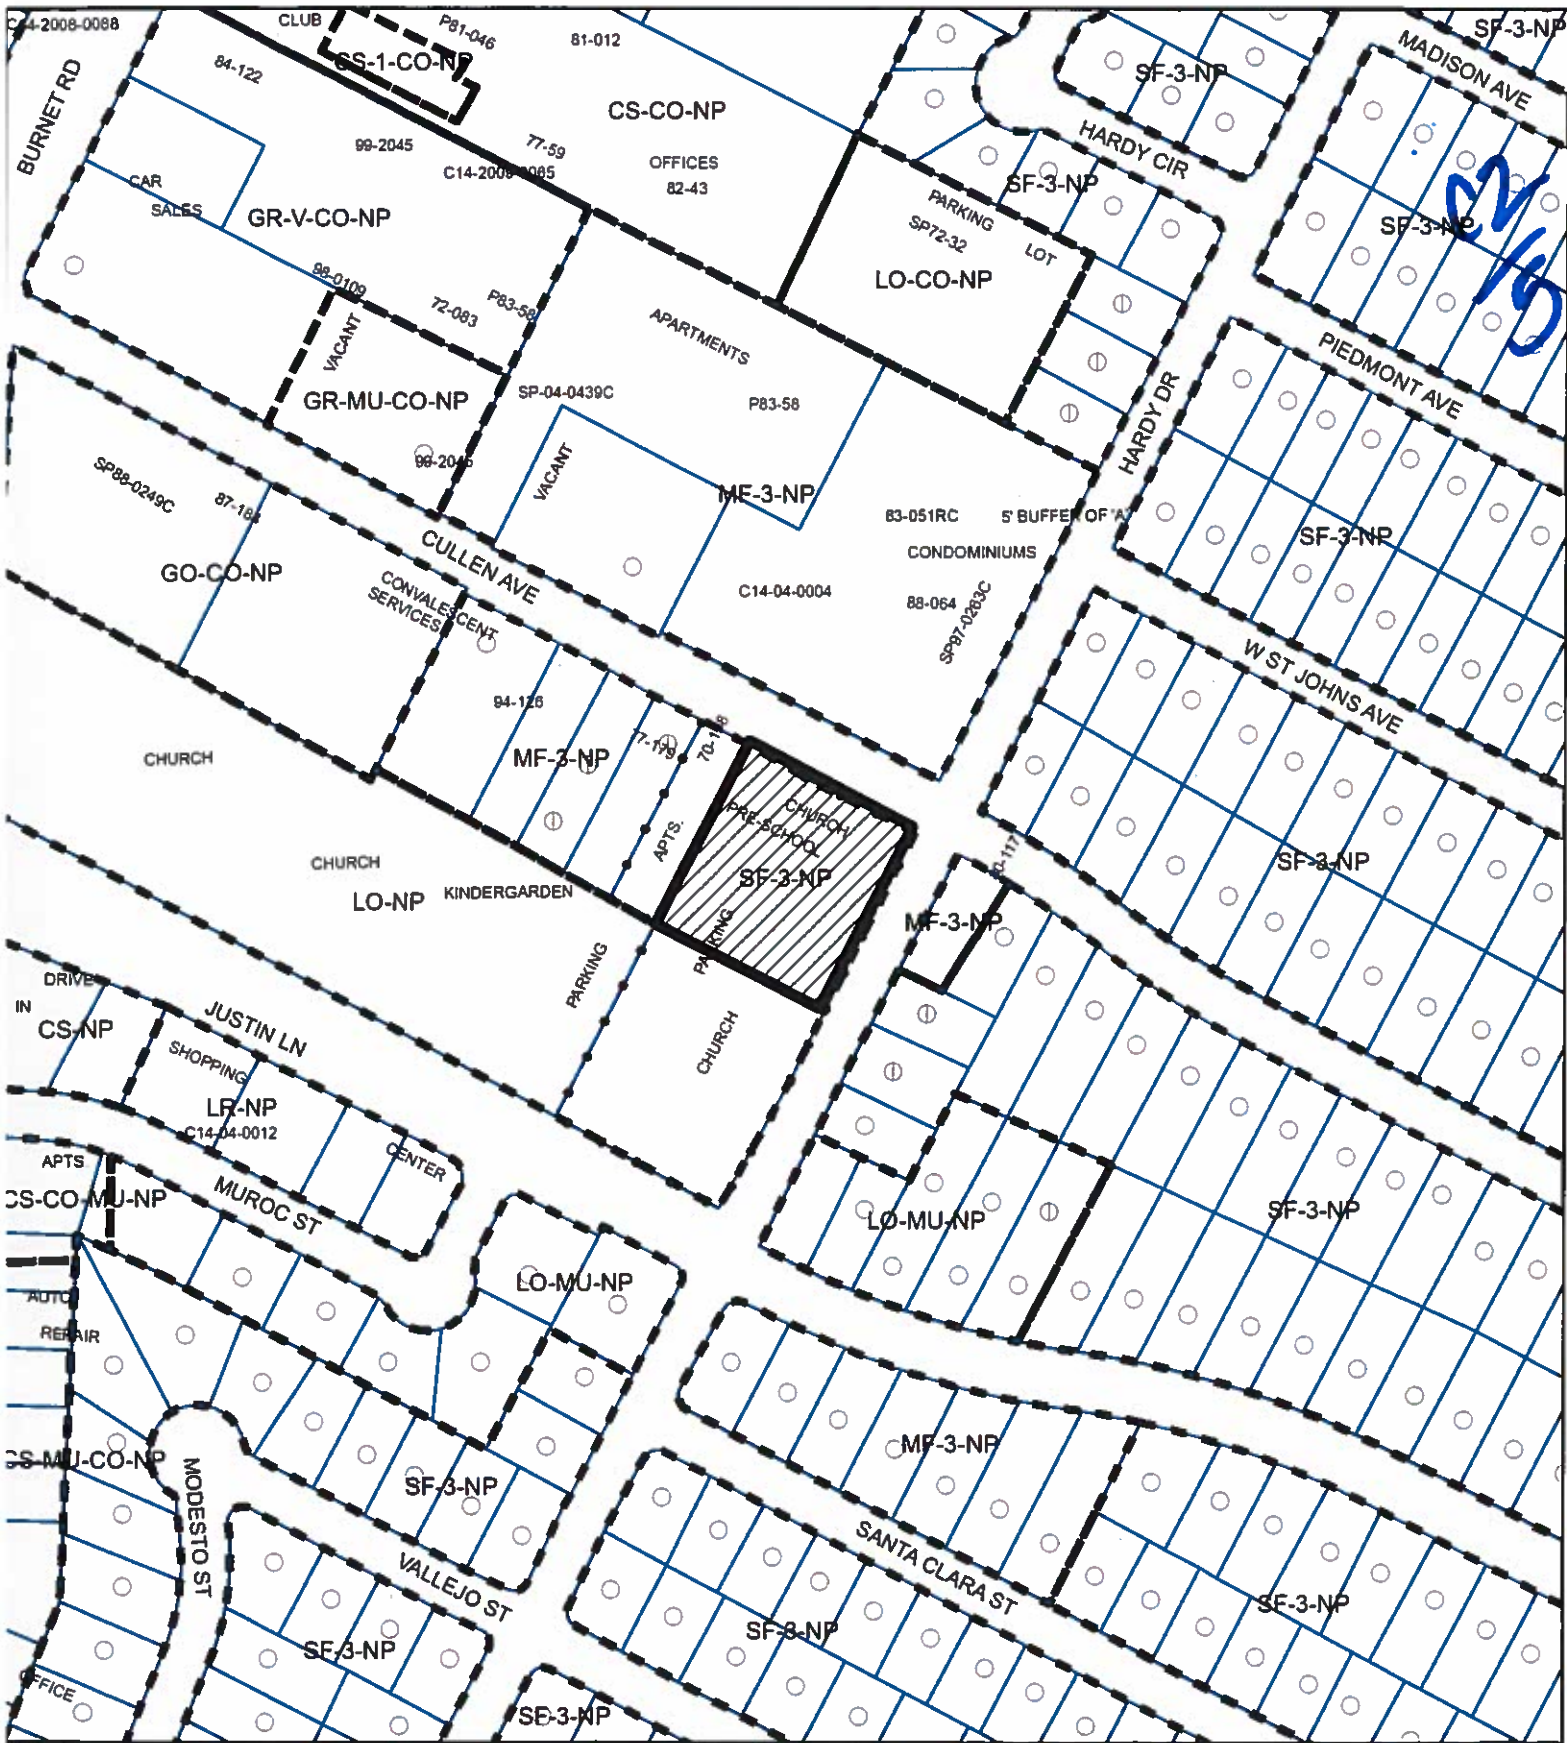 C14-2008-0088
CLUB
P81-046
81-012
SF-3-NP
MADISON AVE
BURNET RD
84-122
CS-1-CO-NP
CS-CO-NP
SF-3-NP
99-2045
77-59
OFFICES
82-43
HARDY CIR
CAR
SALES
GR-V-CO-NP
SF-3-NP
PARKING
LOT
SP72-32
LO-CO-NP
SF-3-NP
22
15
98-0109
72-083
P83-58
VACANT
APARTMENTS
PIEDMONT AVE
GR-MU-CO-NP
SP-04-0439C
P83-58
HARDY DR
99-2045
SP88-0249C
VACANT
MF-3-NP
83-051RC
5' BUFFER OF "A"
SF-3-NP
CULLEN AVE
CONDOMINIUMS
GO-CO-NP
CONVALESCENT
SERVICES
C14-04-0004
88-064
SP97-0263C
W ST JOHNS AVE
94-126
CHURCH
MF-3-NP
77-179
CHURCH
PRE-SCHOOL
APTS.
SF-3-NP
SF-3-NP
CHURCH
LO-NP
KINDERGARDEN
MF-3-NP
PARKING
PARKING
DRIVE
IN
CS-NP
JUSTIN LN
CHURCH
SHOPPING
LR-NP
C14-04-0012
CENTER
APTS
CS-CO-MU-NP
MUROC ST
LO-MU-NP
SF-3-NP
LO-MU-NP
AUTO
REPAIR
CS-MU-CO-NP
MF-3-NP
SF-3-NP
MODESTO ST
VALLEJO ST
SANTA CLARA ST
SF-3-NP
SF-3-NP
SF-3-NP
OFFICE
SF-3-NP